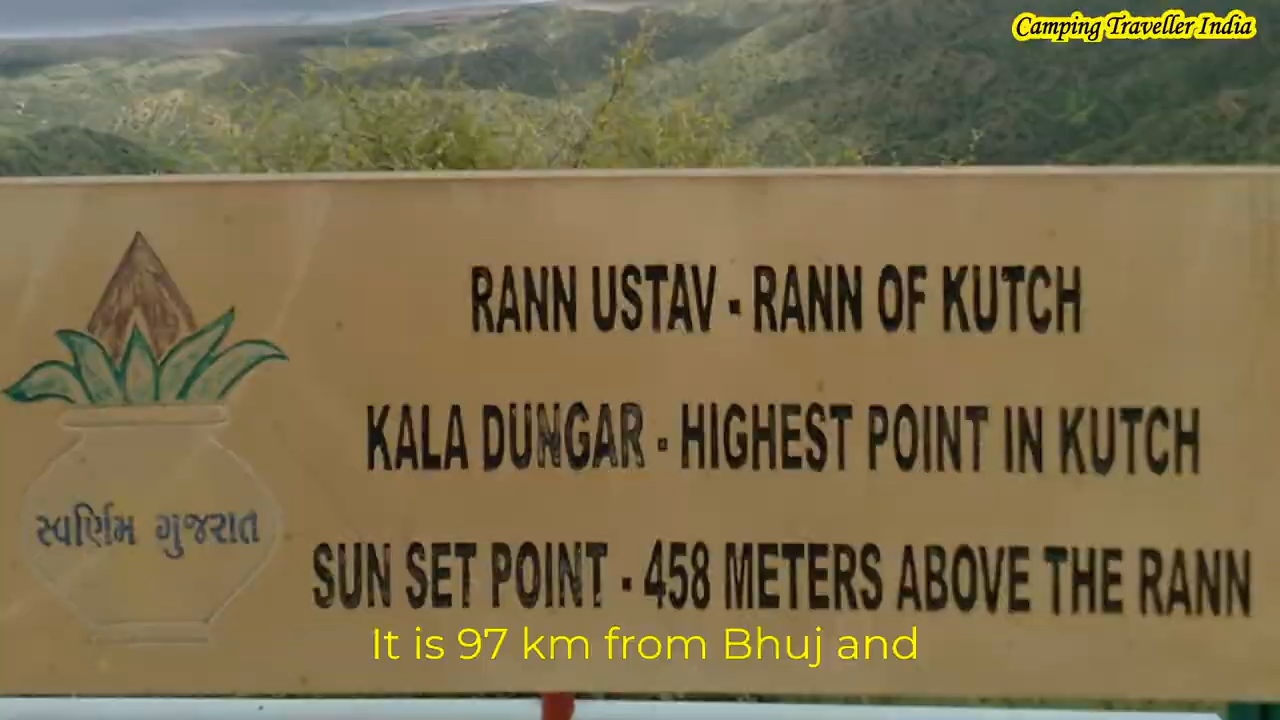 Camping Traveller India
RANN USTAV - RANN OF KUTCH
KALA DUNGAR - HIGHEST POINT IN KUTCH
સ્વર્ણિમ ગુજરાત
SUN SET POINT - 458 METERS ABOVE THE RANN
It is 97 km from Bhuj and